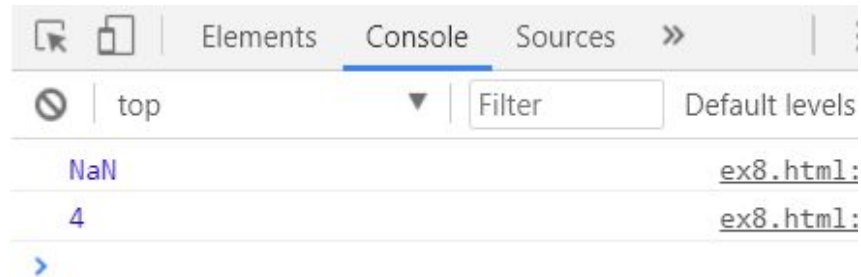 Elements Console Sources »
top ▼ Filter Default levels
NaN ex8.html:
4 ex8.html:
>